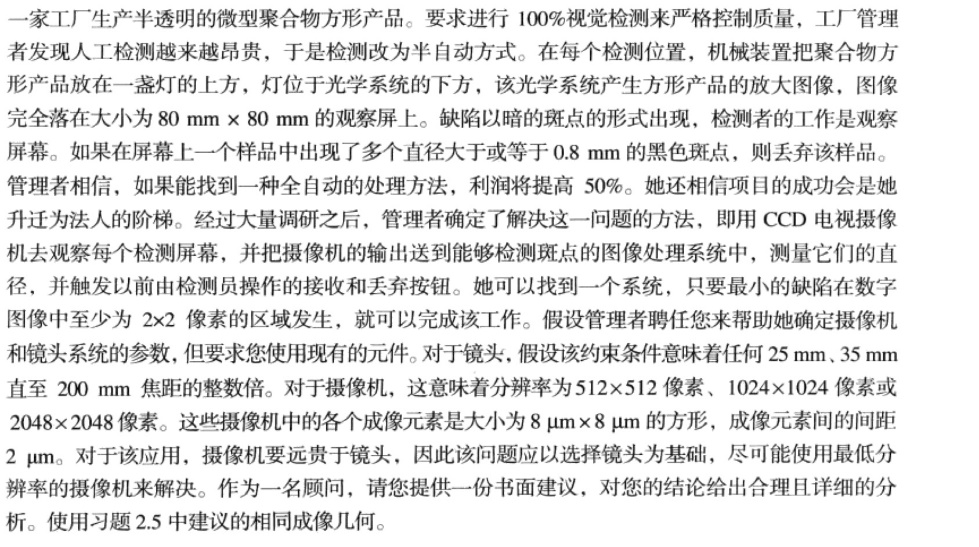 一家工厂生产半透明的微型聚合物方形产品。要求进行 100%视觉检测来严格控制质量，工厂管理
者发现人工检测越来越昂贵，于是检测改为半自动方式。在每个检测位置，机械装置把聚合物方
形产品放在一盏灯的上方，灯位于光学系统的下方，该光学系统产生方形产品的放大图像，图像
完全落在大小为 80 mm × 80 mm 的观察屏上。缺陷以暗的斑点的形式出现，检测者的工作是观察
屏幕。如果在屏幕上一个样品中出现了多个直径大于或等于 0.8 mm 的黑色斑点，则丢弃该样品。
管理者相信，如果能找到一种全自动的处理方法，利润将提高 50%。她还相信项目的成功会是她
升迁为法人的阶梯。经过大量调研之后，管理者确定了解决这一问题的方法，即用 CCD 电视摄像
机去观察每个检测屏幕，并把摄像机的输出送到能够检测斑点的图像处理系统中，测量它们的直
径，并触发以前由检测员操作的接收和丢弃按钮。她可以找到一个系统，只要最小的缺陷在数字
图像中至少为 2×2 像素的区域发生，就可以完成该工作。假设管理者聘任您来帮助她确定摄像机
和镜头系统的参数，但要求您使用现有的元件。对于镜头，假设该约束条件意味着任何 25 mm、35 mm
直至 200 mm 焦距的整数倍。对于摄像机，这意味着分辨率为 512×512 像素、1024×1024 像素或
2048×2048 像素。这些摄像机中的各个成像元素是大小为 8 μm×8 μm 的方形，成像元素间的间距
2 μm。对于该应用，摄像机要远贵于镜头，因此该问题应以选择镜头为基础，尽可能使用最低分
辨率的摄像机来解决。作为一名顾问，请您提供一份书面建议，对您的结论给出合理且详细的分
析。使用习题 2.5 中建议的相同成像几何。